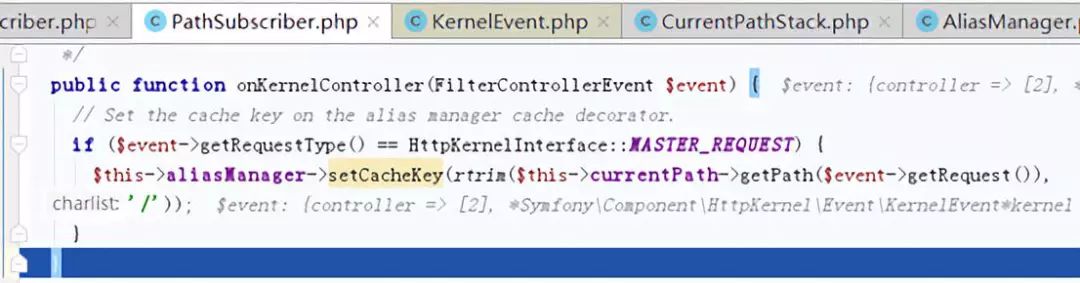 criber.php × C PathSubscriber.php × C KernelEvent.php × C CurrentPathStack.php × C AliasManager.p
*/
public function onKernelController(FilterControllerEvent $event) { $event: {controller => [2], *
// Set the cache key on the alias manager cache decorator.
if ($event->getRequestType() == HttpKernelInterface::MASTER_REQUEST) {
$this->aliasManager->setCacheKey(rtrim($this->currentPath->getPath($event->getRequest()),
charlist: '/')); $event: {controller => [2], *Symfony\Component\HttpKernel\Event\KernelEvent*kernel
}
}